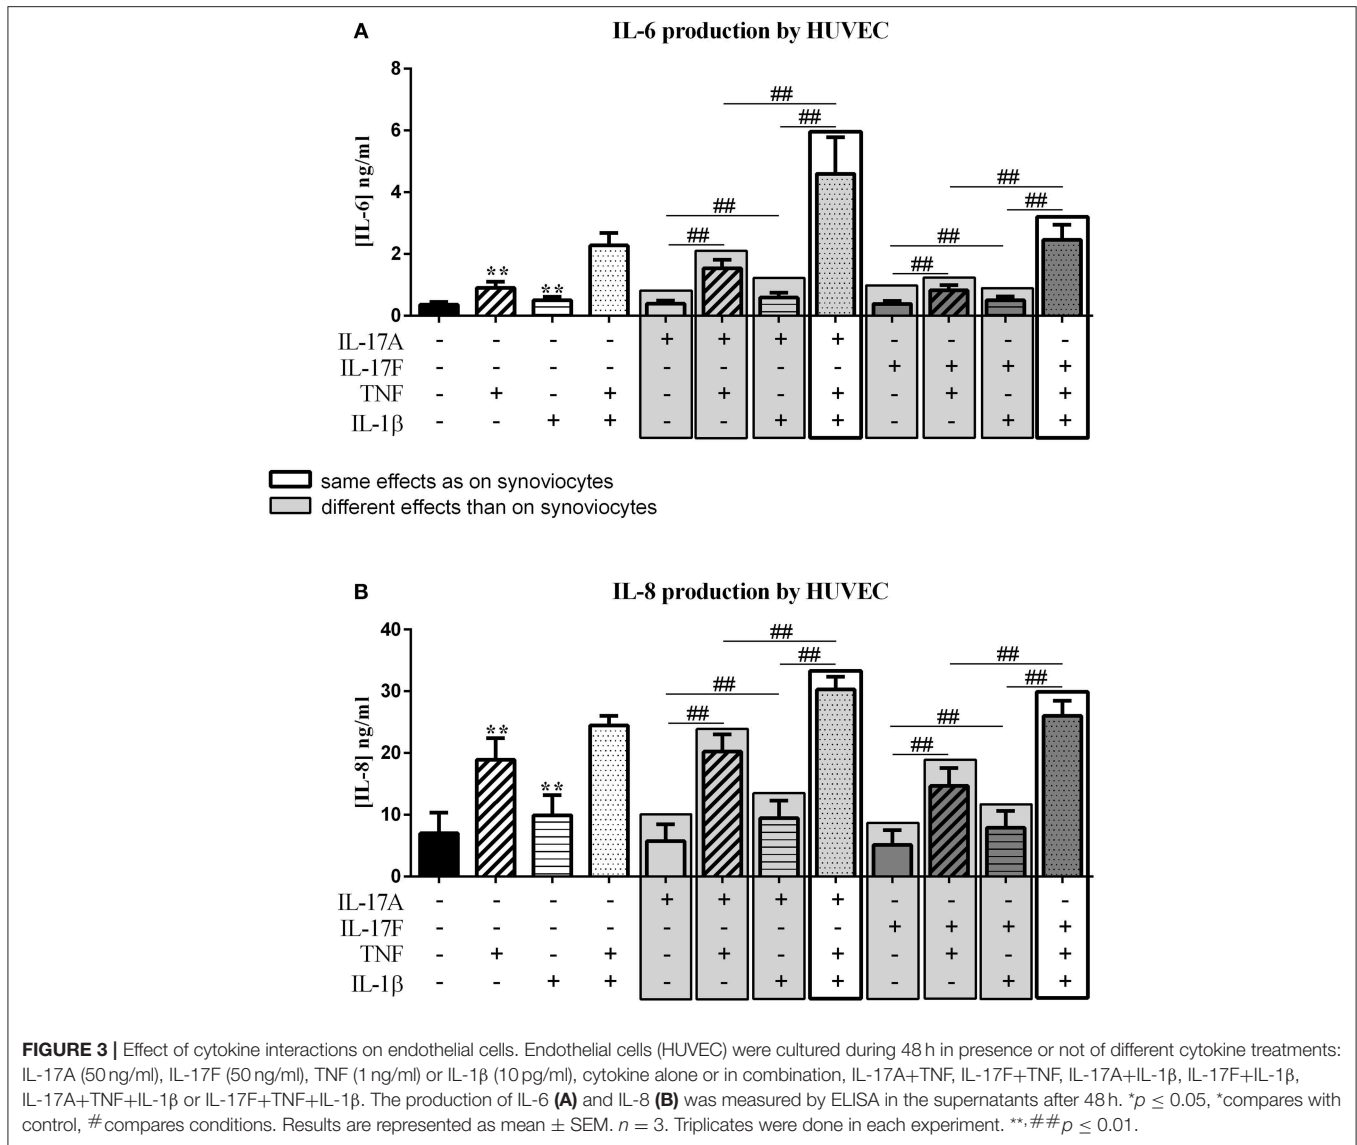 A
IL-6 production by HUVEC
[IL-6] ng/ml
8
6
4
2
0
** ** ## ## ## ## ## ## ## ##
IL-17A - - - - + + + + - - - -
IL-17F - - - - - - - - + + + +
TNF - + - + - + - + - + - +
IL-1β - - + + - - + + - - + +
same effects as on synoviocytes
different effects than on synoviocytes
B
IL-8 production by HUVEC
[IL-8] ng/ml
40
30
20
10
0
** ** ## ## ## ## ## ## ## ##
IL-17A - - - - + + + + - - - -
IL-17F - - - - - - - - + + + +
TNF - + - + - + - + - + - +
IL-1β - - + + - - + + - - + +
FIGURE 3 | Effect of cytokine interactions on endothelial cells. Endothelial cells (HUVEC) were cultured during 48 h in presence or not of different cytokine treatments:
IL-17A (50 ng/ml), IL-17F (50 ng/ml), TNF (1 ng/ml) or IL-1β (10 pg/ml), cytokine alone or in combination, IL-17A+TNF, IL-17F+TNF, IL-17A+IL-1β, IL-17F+IL-1β,
IL-17A+TNF+IL-1β or IL-17F+TNF+IL-1β. The production of IL-6 (A) and IL-8 (B) was measured by ELISA in the supernatants after 48 h. *p ≤ 0.05, *compares with
control, #compares conditions. Results are represented as mean ± SEM. n = 3. Triplicates were done in each experiment. **,##p ≤ 0.01.